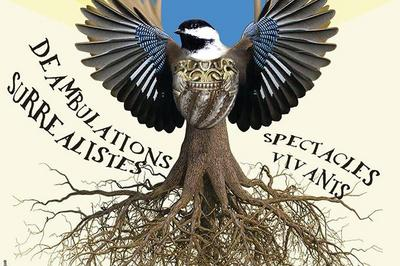 DEAMBULATIONS
SURREALISTES
SPECTACLES
VIVANTS